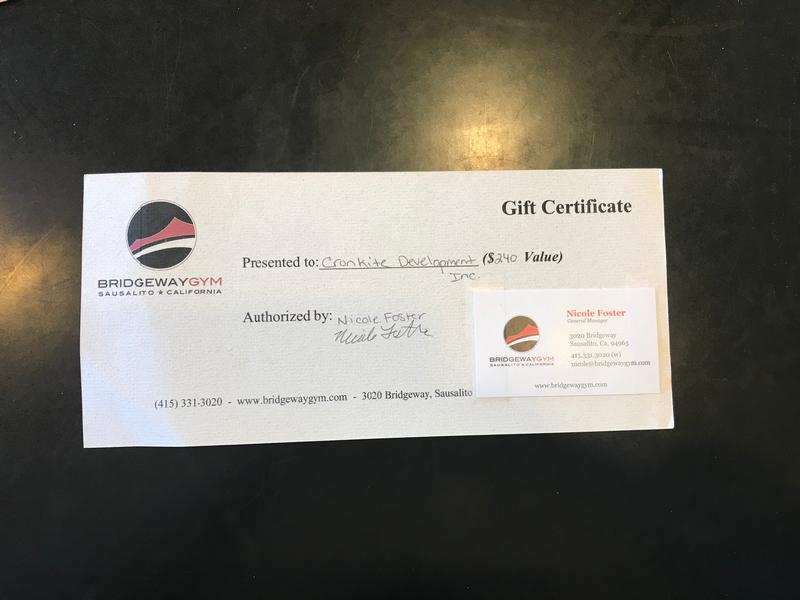 Gift Certificate
BRIDGEWAYGYM
SAUSALITO ★ CALIFORNIA
Presented to: Cronkite Development ($240 Value)
Inc.
Authorized by: Nicole Foster
Nicole Foster
(415) 331-3020 - www.bridgewaygym.com - 3020 Bridgeway, Sausalito
BRIDGEWAYGYM
SAUSALITO ★ CALIFORNIA
Nicole Foster
General Manager
3020 Bridgeway
Sausalito, Ca, 94965
415.331.3020 (w)
nicole@bridgewaygym.com
www.bridgewaygym.com